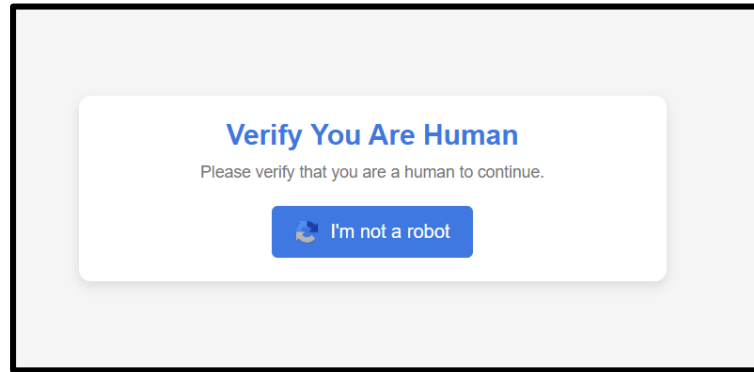 Verify You Are Human
Please verify that you are a human to continue.
I'm not a robot